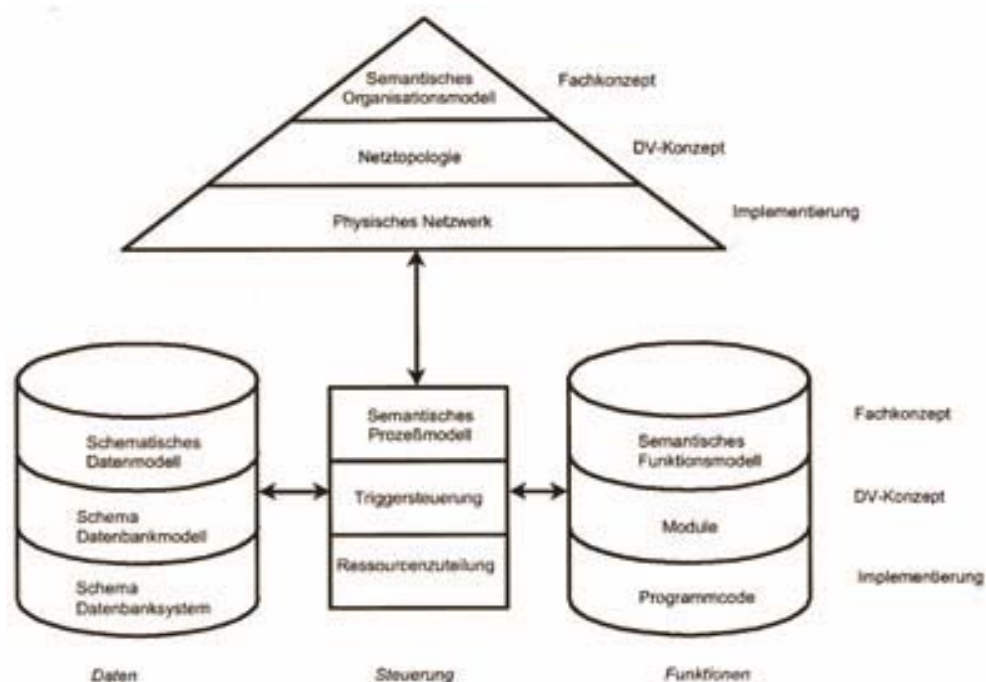 Semantisches
Organisationsmodell
Fachkonzept
Netztopologie
DV-Konzept
Physisches Netzwerk
Implementierung
Schematisches
Datenmodell
Schema
Datenbankmodell
Schema
Datenbanksystem
Daten
Semantisches
Prozeßmodell
Triggersteuerung
Ressourcenzuteilung
Steuerung
Semantisches
Funktionsmodell
Module
Programmcode
Funktionen
Fachkonzept
DV-Konzept
Implementierung